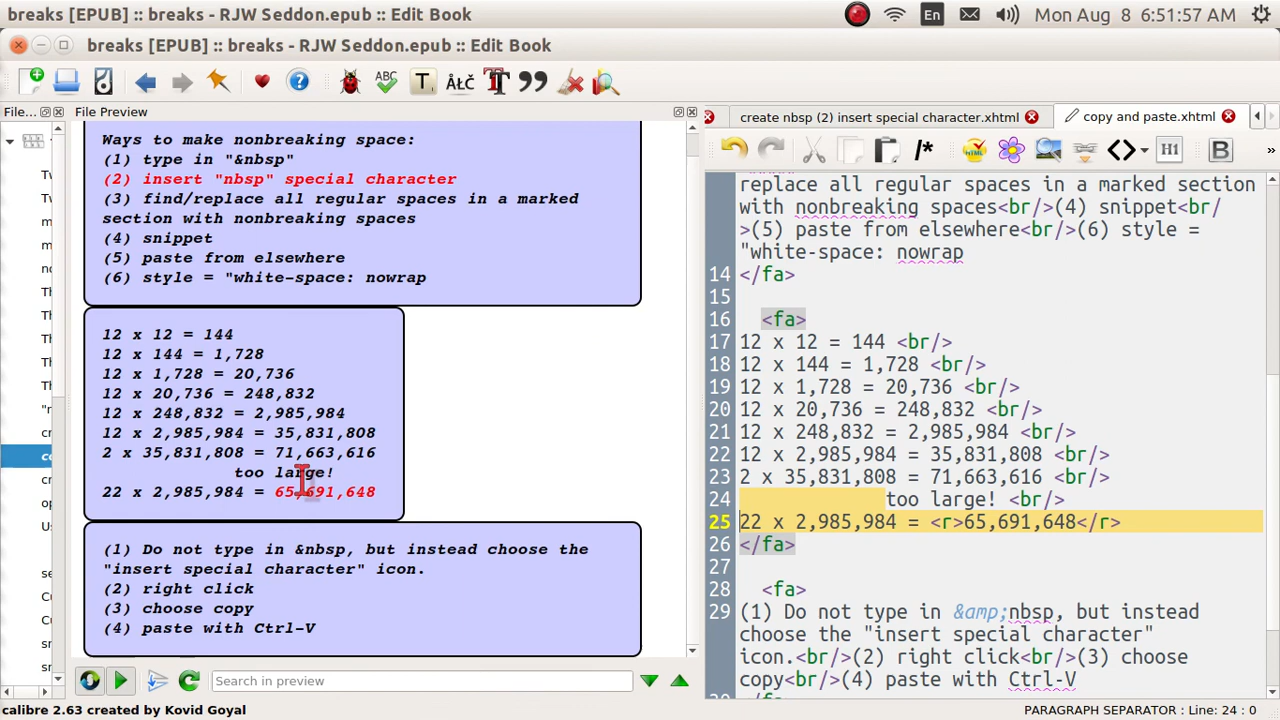 breaks [EPUB] :: breaks - RJW Seddon.epub :: Edit Book
En
Mon Aug 8 6:51:57 AM
breaks [EPUB] :: breaks - RJW Seddon.epub :: Edit Book
ABC
T
ÅŁČ
File...
File Preview
Ways to make nonbreaking space:
(1) type in "&nbsp"
(2) insert "nbsp" special character
(3) find/replace all regular spaces in a marked
section with nonbreaking spaces
(4) snippet
(5) paste from elsewhere
(6) style = "white-space: nowrap
12 x 12 = 144
12 x 144 = 1,728
12 x 1,728 = 20,736
12 x 20,736 = 248,832
12 x 248,832 = 2,985,984
12 x 2,985,984 = 35,831,808
2 x 35,831,808 = 71,663,616
too large!
22 x 2,985,984 = 65,691,648
(1) Do not type in &nbsp, but instead choose the
"insert special character" icon.
(2) right click
(3) choose copy
(4) paste with Ctrl-V
Search in preview
create nbsp (2) insert special character.xhtml
copy and paste.xhtml
/*
H1
B
»
replace all regular spaces in a marked section
with nonbreaking spaces<br/>(4) snippet<br/
>(5) paste from elsewhere<br/>(6) style =
"white-space: nowrap
14 </fa>
15
16 <fa>
17 12 x 12 = 144 <br/>
18 12 x 144 = 1,728 <br/>
19 12 x 1,728 = 20,736 <br/>
20 12 x 20,736 = 248,832 <br/>
21 12 x 248,832 = 2,985,984 <br/>
22 12 x 2,985,984 = 35,831,808 <br/>
23 2 x 35,831,808 = 71,663,616 <br/>
24 too large! <br/>
25 22 x 2,985,984 = <r>65,691,648</r>
26 </fa>
27
28 <fa>
29 (1) Do not type in &amp;nbsp, but instead
choose the "insert special character"
icon.<br/>(2) right click<br/>(3) choose
copy<br/>(4) paste with Ctrl-V
calibre 2.63 created by Kovid Goyal
PARAGRAPH SEPARATOR : Line: 24 : 0